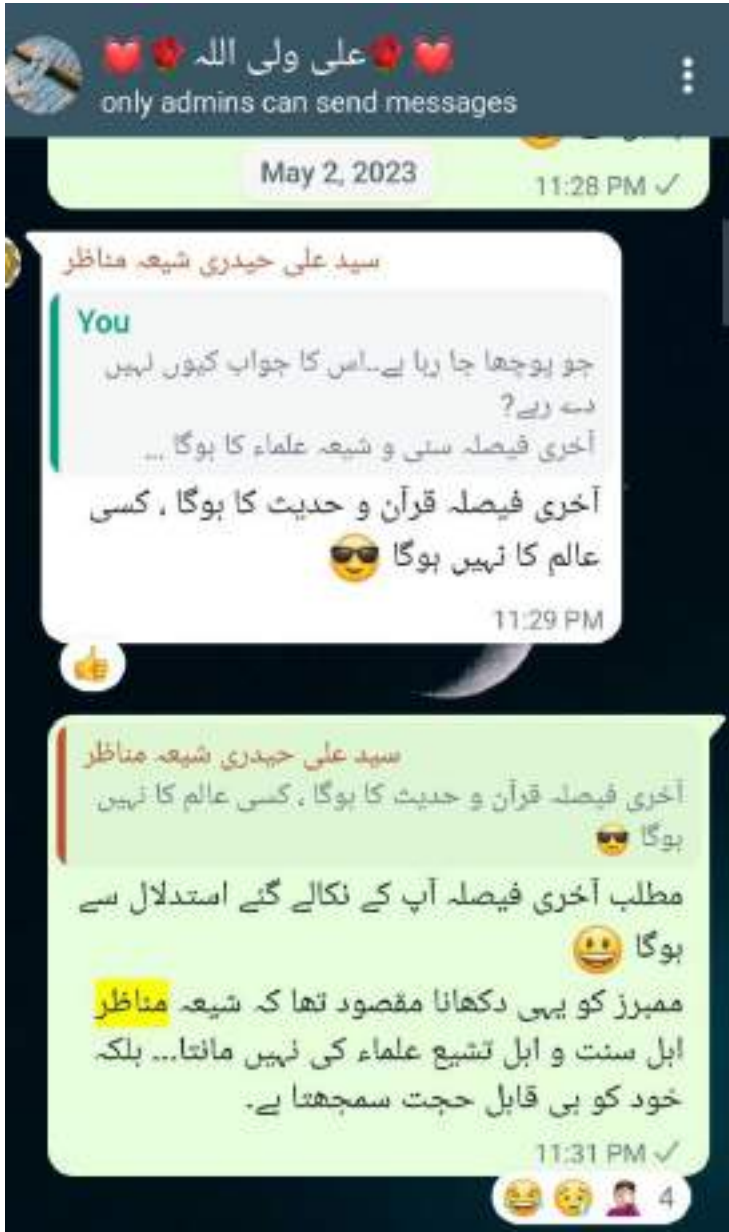 علی ولی اللہ
only admins can send messages
May 2, 2023
11:28 PM
سید علی حیدری شیعہ مناظر
You
جو پوچھا جا رہا ہے..اس کا جواب کیوں نہیں
دے رہے?
آخری فیصلہ سنی و شیعہ علماء کا ہوگا ...
آخری فیصلہ قرآن و حدیث کا ہوگا ، کسی
عالم کا نہیں ہوگا 😎
11:29 PM
سید علی حیدری شیعہ مناظر
آخری فیصلہ قرآن و حدیث کا ہوگا ، کسی عالم کا نہیں
ہوگا 😎
مطلب آخری فیصلہ آپ کے نکالے گئے استدلال سے
ہوگا 😃
ممبرز کو یہی دکھانا مقصود تھا کہ شیعہ مناظر
اہل سنت و اہل تشیع علماء کی نہیں مانتا... بلکہ
خود کو ہی قابل حجت سمجھتا ہے۔
11:31 PM
4